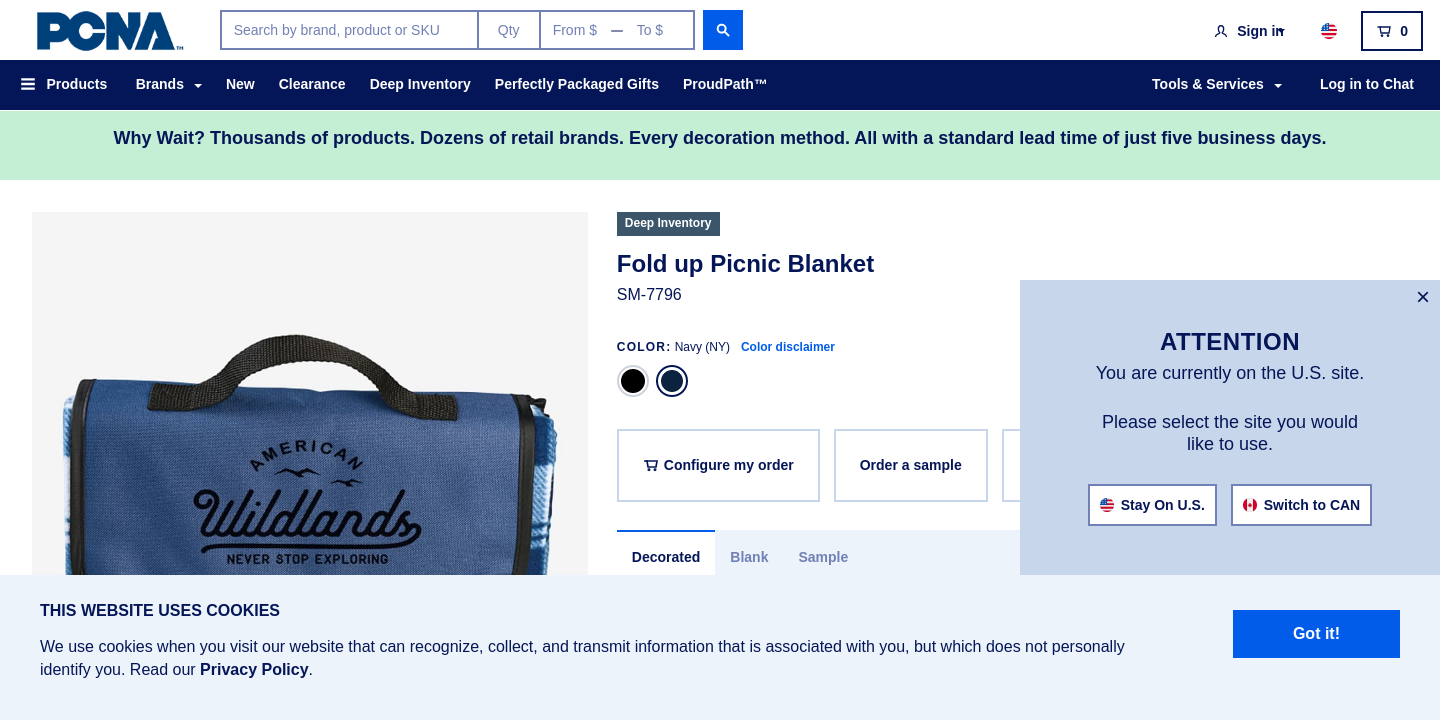 PCNA™
Search by brand, product or SKU
Qty
From $ — To $
Sign in
0
Products
Brands
New
Clearance
Deep Inventory
Perfectly Packaged Gifts
ProudPath™
Tools & Services
Log in to Chat
Why Wait? Thousands of products. Dozens of retail brands. Every decoration method. All with a standard lead time of just five business days.
Deep Inventory
Fold up Picnic Blanket
SM-7796
COLOR: Navy (NY) Color disclaimer
Configure my order
Order a sample
Decorated
Blank
Sample
AMERICAN
Wildlands
NEVER STOP EXPLORING
×
ATTENTION
You are currently on the U.S. site.
Please select the site you would
like to use.
Stay On U.S.
Switch to CAN
THIS WEBSITE USES COOKIES
We use cookies when you visit our website that can recognize, collect, and transmit information that is associated with you, but which does not personally
identify you. Read our Privacy Policy.
Got it!